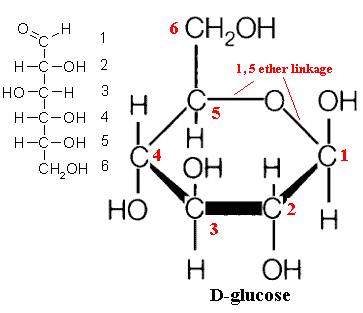 O H
C 1
H-C-OH 2
HO-C-H 3
H-C-OH 4
H-C-OH 5
CH2OH 6
6 CH2OH
1,5 ether linkage
H C O OH
5
H
C 4 OH H C 1
HO C C H
3 2
H OH
D-glucose